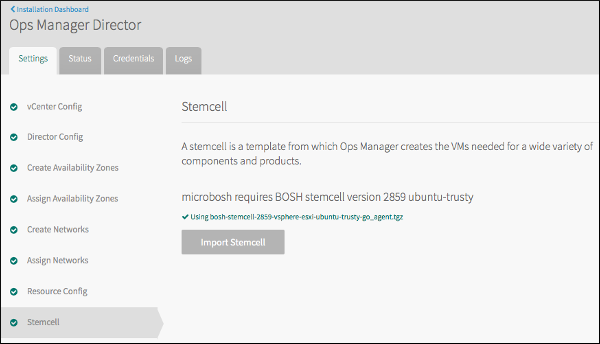 Installation Dashboard
Ops Manager Director
Settings Status Credentials Logs
vCenter Config
Director Config
Create Availability Zones
Assign Availability Zones
Create Networks
Assign Networks
Resource Config
Stemcell
Stemcell
A stemcell is a template from which Ops Manager creates the VMs needed for a wide variety of
components and products.
microbosh requires BOSH stemcell version 2859 ubuntu-trusty
Using bosh-stemcell-2859-vsphere-esxi-ubuntu-trusty-go_agent.tgz
Import Stemcell